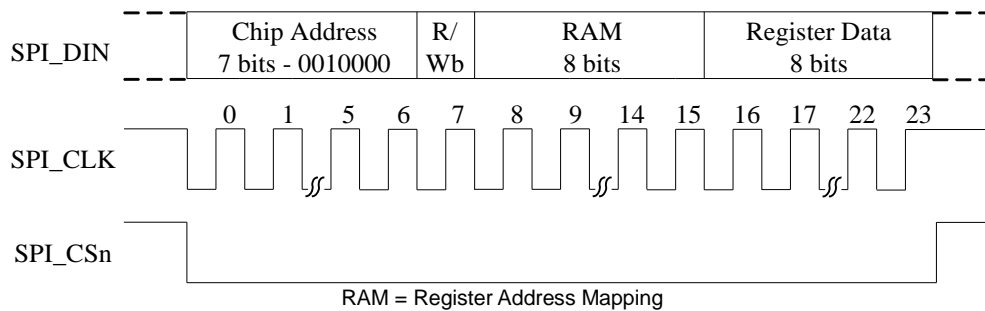 SPI_DIN
Chip Address R/ RAM Register Data
7 bits - 0010000 Wb 8 bits 8 bits
0 1 5 6 7 8 9 14 15 16 17 22 23
SPI_CLK
SPI_CSn
RAM = Register Address Mapping